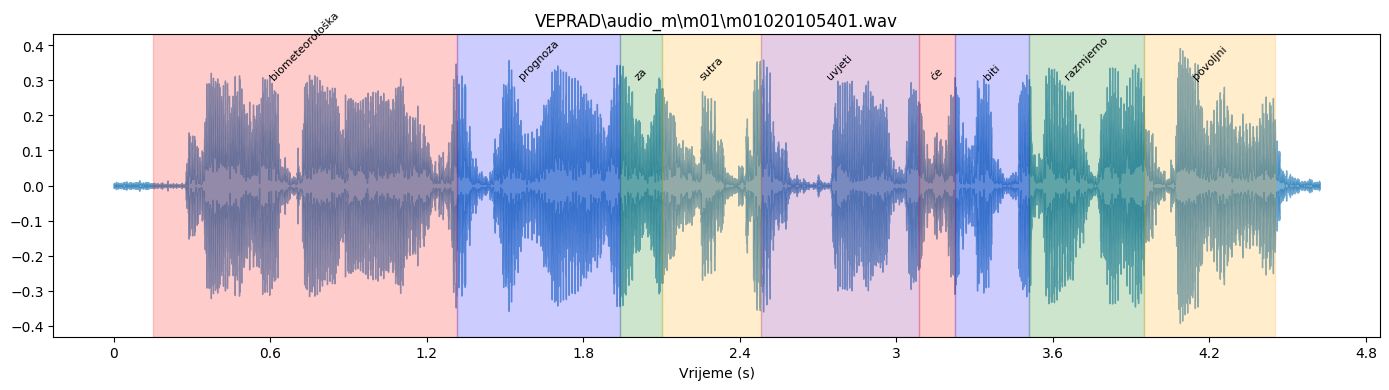 VEPRAD\audio_m\m01\m01020105401.wav
biometeorološka prognoza za sutra uvjeti će biti razmjerno povoljni
0.4
0.3
0.2
0.1
0.0
−0.1
−0.2
−0.3
−0.4
0 0.6 1.2 1.8 2.4 3 3.6 4.2 4.8
Vrijeme (s)